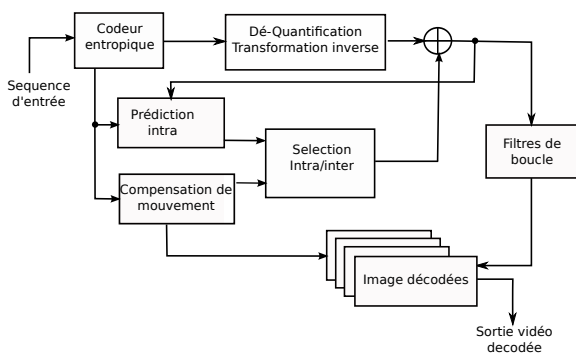 Codeur
entropique
Dé-Quantification
Transformation inverse
Sequence
d'entrée
Prédiction
intra
Selection
Intra/inter
Filtres de
boucle
Compensation de
mouvement
Image décodées
Sortie vidéo
decodée